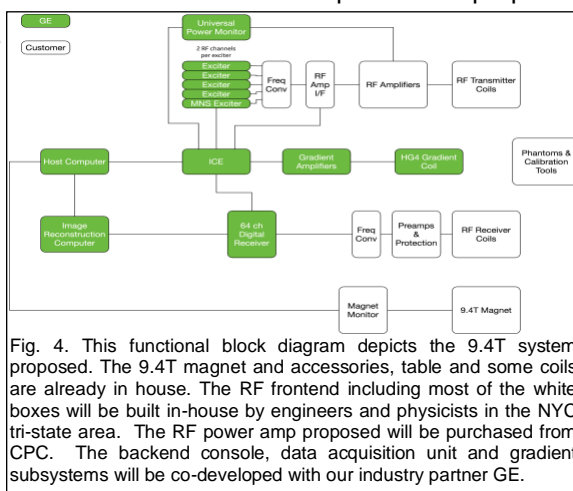 GE
Customer
Universal
Power Monitor
2 RF channels
per exciter
Exciter
Exciter
Exciter
Exciter
MNS Exciter
Freq
Conv
RF
Amp
I/F
RF Amplifiers
RF Transmitter
Coils
Host Computer
ICE
Gradient
Amplifiers
HG4 Gradient
Coil
Phantoms &
Calibration
Tools
Image
Reconstruction
Computer
64 ch
Digital
Receiver
Freq
Conv
Preamps
&
Protection
RF Receiver
Coils
Magnet
Monitor
9.4T Magnet
Fig. 4. This functional block diagram depicts the 9.4T system
proposed. The 9.4T magnet and accessories, table and some coils
are already in house. The RF frontend including most of the white
boxes will be built in-house by engineers and physicists in the NYC
tri-state area. The RF power amp proposed will be purchased from
CPC. The backend console, data acquisition unit and gradient
subsystems will be co-developed with our industry partner GE.